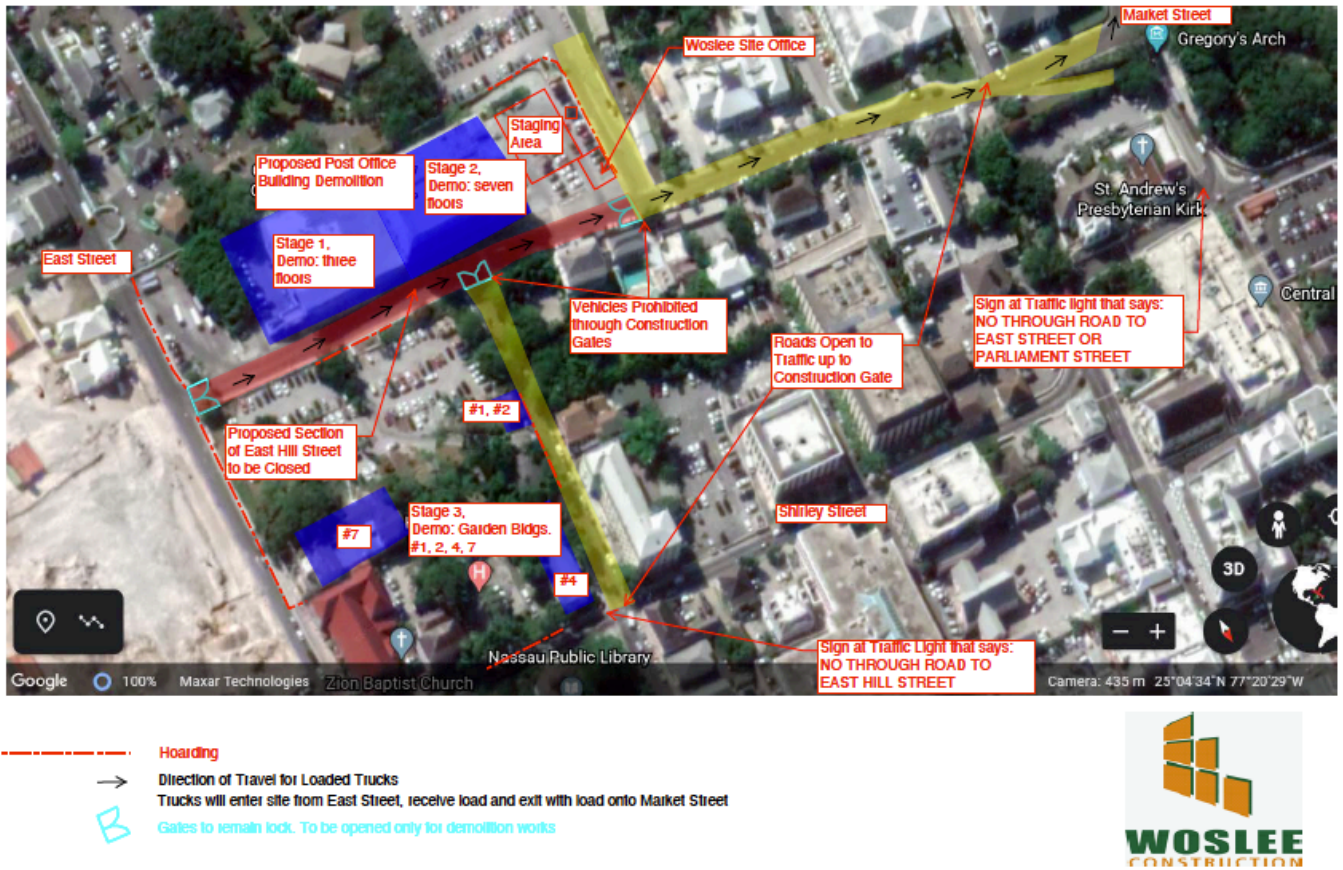 Market Street
Gregory's Arch
Woslee Site Office
Staging
Area
Proposed Post Office
Building Demolition
Stage 2,
Demo: seven
floors
St. Andrew's
Presbyterian Kirk
Stage 1,
Demo: three
floors
East Street
Central
Vehicles Prohibited
through Construction
Gates
Sign at Traffic light that says:
NO THROUGH ROAD TO
EAST STREET OR
PARLIAMENT STREET
Roads Open to
Traffic up to
Construction Gate
#1, #2
Proposed Section
of East Hill Street
to be Closed
Stage 3,
Demo: Garden Bldgs.
#1, 2, 4, 7
Shirley Street
#7
H
#4
3D
Nassau Public Library
Sign at Traffic Light that says:
NO THROUGH ROAD TO
EAST HILL STREET
Google
100%
Maxar Technologies
Zion Baptist Church
Camera: 435 m 25°04'34"N 77°20'29"W
Hoarding
Direction of Travel for Loaded Trucks
Trucks will enter site from East Street, receive load and exit with load onto Market Street
Gates to remain lock. To be opened only for demolition works
WOSLEE
CONSTRUCTION